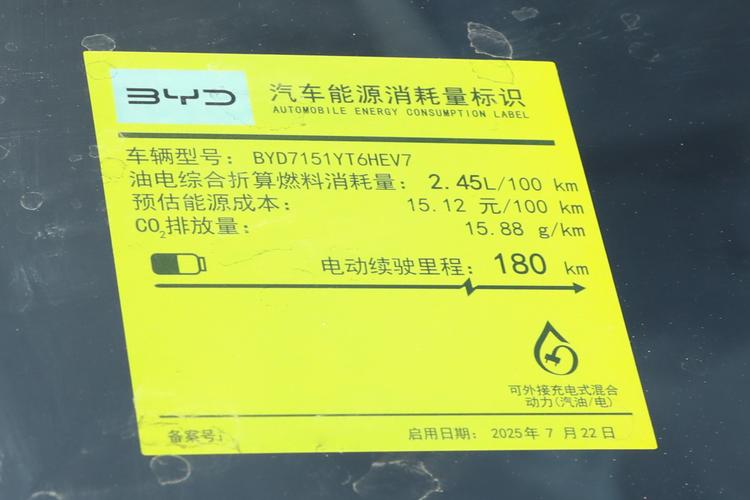 BYD 汽车能源消耗量标识
AUTOMOBILE ENERGY CONSUMPTION LABEL
车辆型号: BYD7151YT6HEV7
油电综合折算燃料消耗量: 2.45L/100 km
预估能源成本: 15.12 元/100 km
CO₂排放量: 15.88 g/km
电动续驶里程: 180 km
可外接充电式混合
动力(汽油/电)
备案号:
启用日期: 2025年7月22日